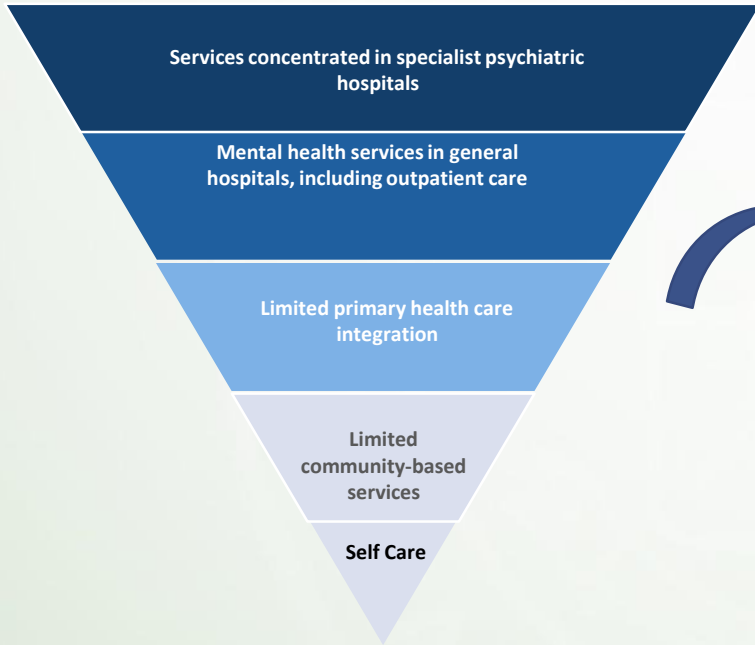 Services concentrated in specialist psychiatric
hospitals
Mental health services in general
hospitals, including outpatient care
Limited primary health care
integration
Limited
community-based
services
Self Care